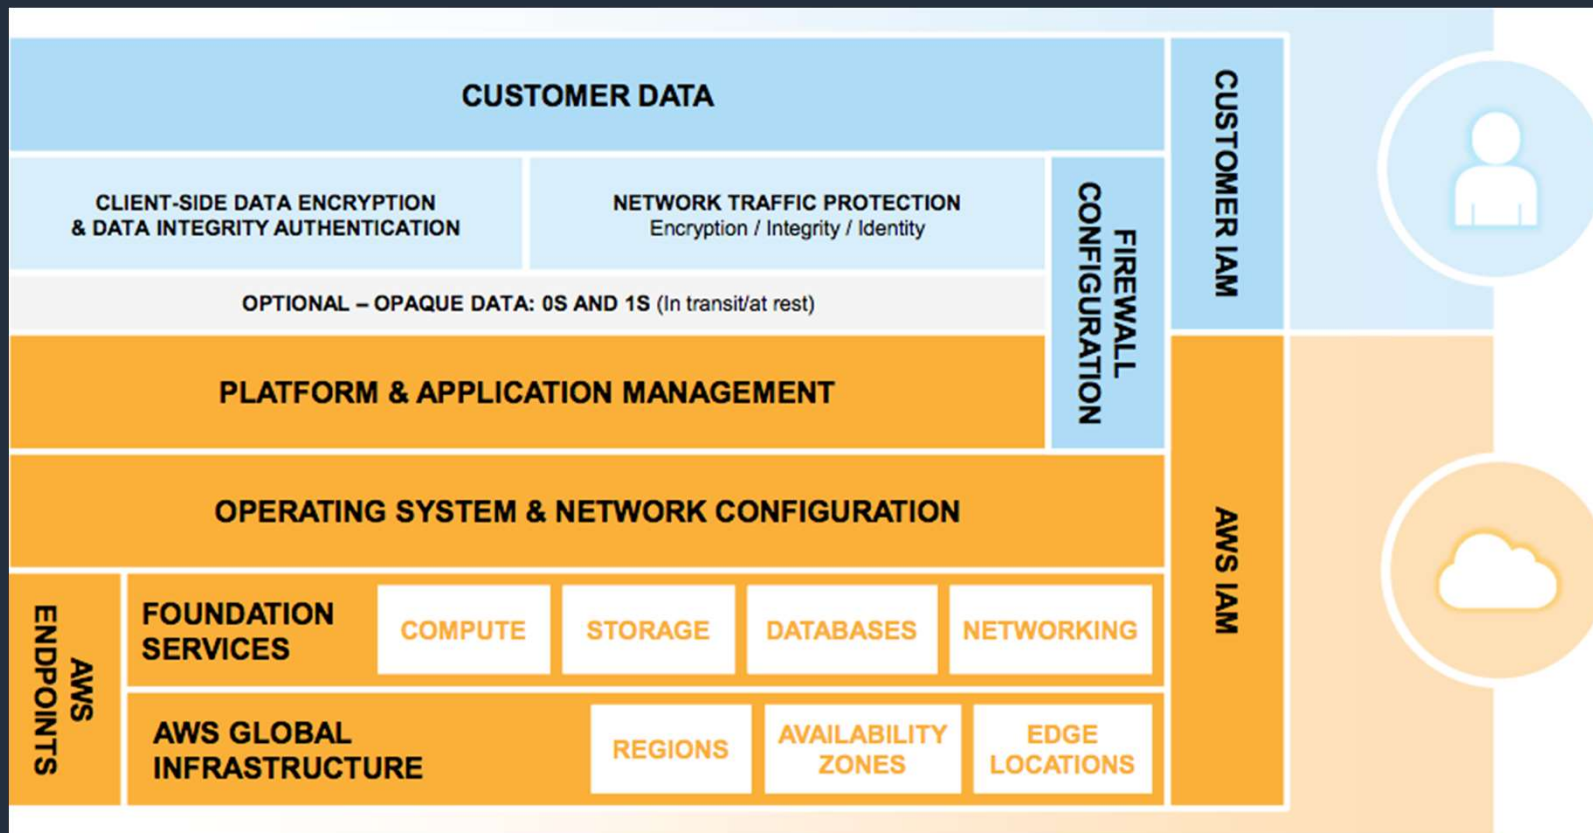 CUSTOMER DATA
CUSTOMER IAM
CLIENT-SIDE DATA ENCRYPTION
& DATA INTEGRITY AUTHENTICATION
NETWORK TRAFFIC PROTECTION
Encryption / Integrity / Identity
FIREWALL
CONFIGURATION
OPTIONAL – OPAQUE DATA: 0S AND 1S (In transit/at rest)
PLATFORM & APPLICATION MANAGEMENT
OPERATING SYSTEM & NETWORK CONFIGURATION
AWS IAM
AWS
ENDPOINTS
FOUNDATION
SERVICES
COMPUTE
STORAGE
DATABASES
NETWORKING
AWS GLOBAL
INFRASTRUCTURE
REGIONS
AVAILABILITY
ZONES
EDGE
LOCATIONS